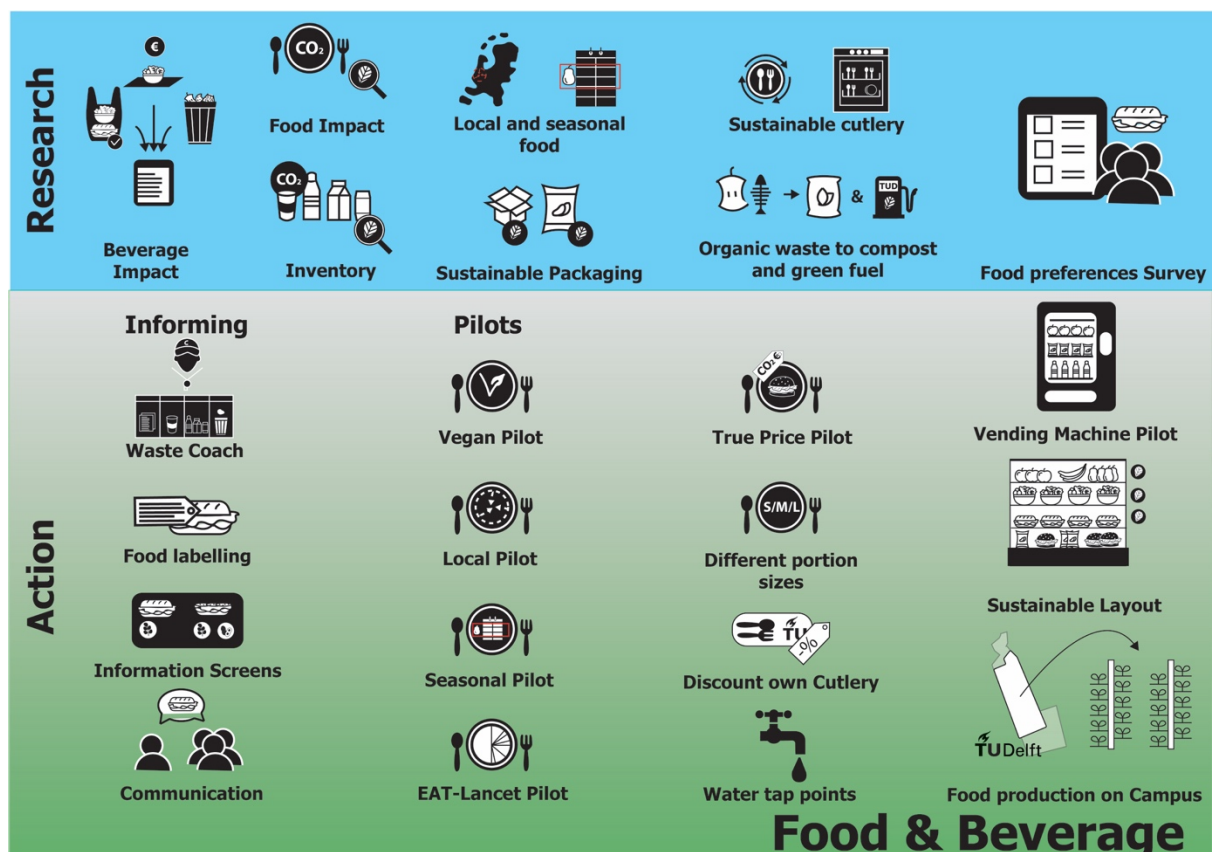 Research
€
CO₂
Food Impact
Local and seasonal
food
Sustainable cutlery
Beverage
Impact
CO₂
Inventory
Sustainable Packaging
&
TUD
Organic waste to compost
and green fuel
Food preferences Survey
Action
Informing
Pilots
C
Waste Coach
Vegan Pilot
CO₂ €
True Price Pilot
Vending Machine Pilot
Food labelling
Local Pilot
S/M/L
Different portion
sizes
Sustainable Layout
Information Screens
Seasonal Pilot
TU
-%
Discount own Cutlery
Communication
EAT-Lancet Pilot
Water tap points
TUDelft
Food production on Campus
Food & Beverage